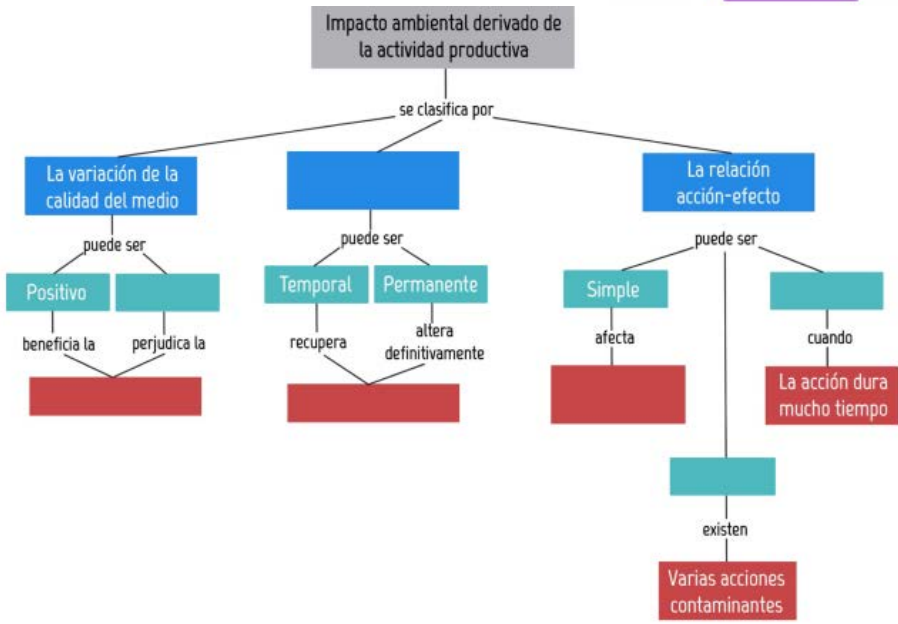 Impacto ambiental derivado de
la actividad productiva
se clasifica por
La variación de la
calidad del medio
La relación
acción-efecto
puede ser
puede ser
puede ser
Positivo
Temporal
Permanente
Simple
beneficia la
perjudica la
recupera
altera
definitivamente
afecta
cuando
La acción dura
mucho tiempo
existen
Varias acciones
contaminantes